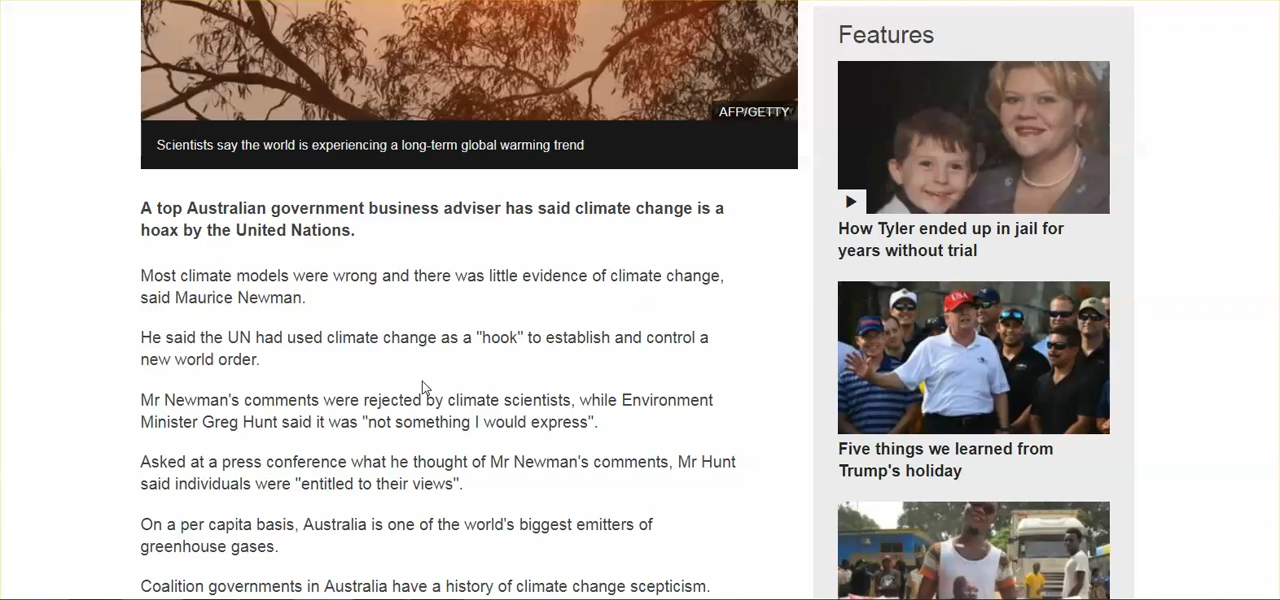 AFP/GETTY
Scientists say the world is experiencing a long-term global warming trend
A top Australian government business adviser has said climate change is a
hoax by the United Nations.
Most climate models were wrong and there was little evidence of climate change,
said Maurice Newman.
He said the UN had used climate change as a "hook" to establish and control a
new world order.
Mr Newman's comments were rejected by climate scientists, while Environment
Minister Greg Hunt said it was "not something I would express".
Asked at a press conference what he thought of Mr Newman's comments, Mr Hunt
said individuals were "entitled to their views".
On a per capita basis, Australia is one of the world's biggest emitters of
greenhouse gases.
Coalition governments in Australia have a history of climate change scepticism.
Features
How Tyler ended up in jail for
years without trial
USA
Five things we learned from
Trump's holiday